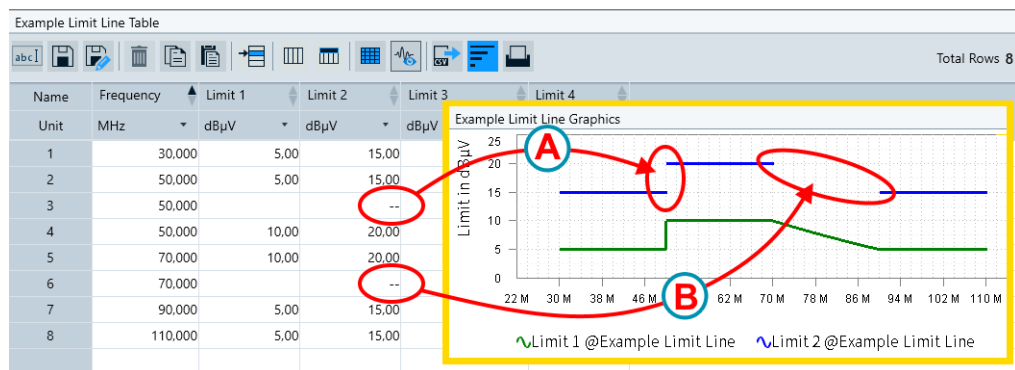 Example Limit Line Table
abc CSV Total Rows 8
Name Frequency Limit 1 Limit 2 Limit 3 Limit 4
Unit MHz dBµV dBµV dBµV
1 30,000 5,00 15,00
2 50,000 5,00 15,00
3 50,000 --
4 50,000 10,00 20,00
5 70,000 10,00 20,00
6 70,000 --
7 90,000 5,00 15,00
8 110,000 5,00 15,00
Example Limit Line Graphics
Limit in dBµV
25
20
15
10
5
0
22 M 30 M 38 M 46 M 62 M 70 M 78 M 86 M 94 M 102 M 110 M
Limit 1 @Example Limit Line Limit 2 @Example Limit Line
A
B